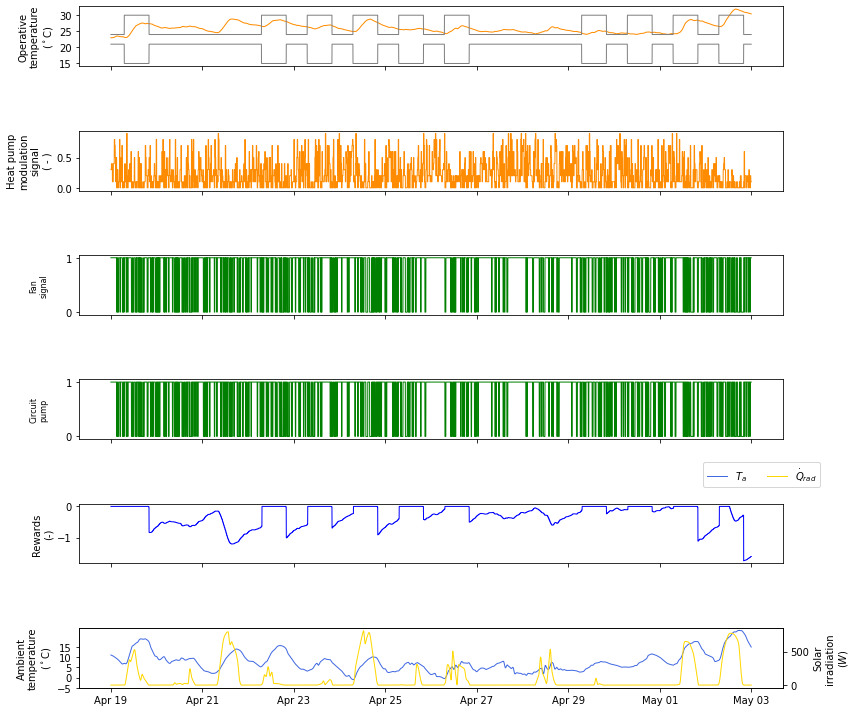 Operative
temperature
(°C)
30
25
20
15
Heat pump
modulation
signal
( - )
0.5
0.0
Fan
signal
1
0
Circuit
pump
1
0
T_a
Q̇_rad
Rewards
(-)
0
−1
Ambient
temperature
(°C)
15
10
5
0
−5
500
0
Solar
irradiation
(W)
Apr 19 Apr 21 Apr 23 Apr 25 Apr 27 Apr 29 May 01 May 03